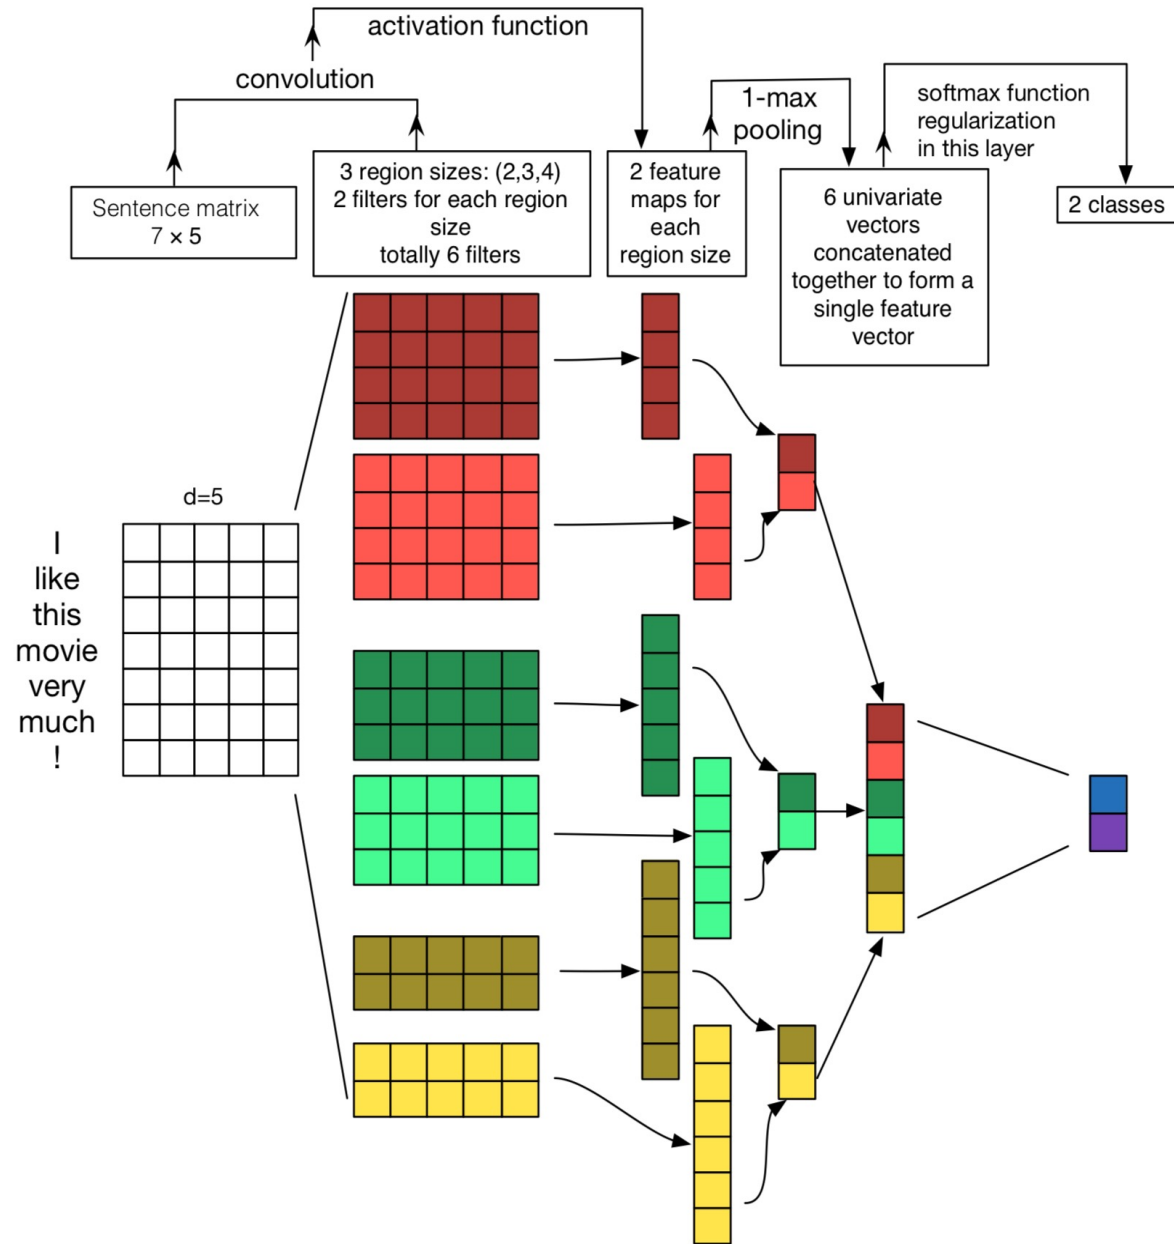 activation function
convolution
1-max
pooling
softmax function
regularization
in this layer
Sentence matrix
7 × 5
3 region sizes: (2,3,4)
2 filters for each region
size
totally 6 filters
2 feature
maps for
each
region size
6 univariate
vectors
concatenated
together to form a
single feature
vector
2 classes
d=5
I
like
this
movie
very
much
!